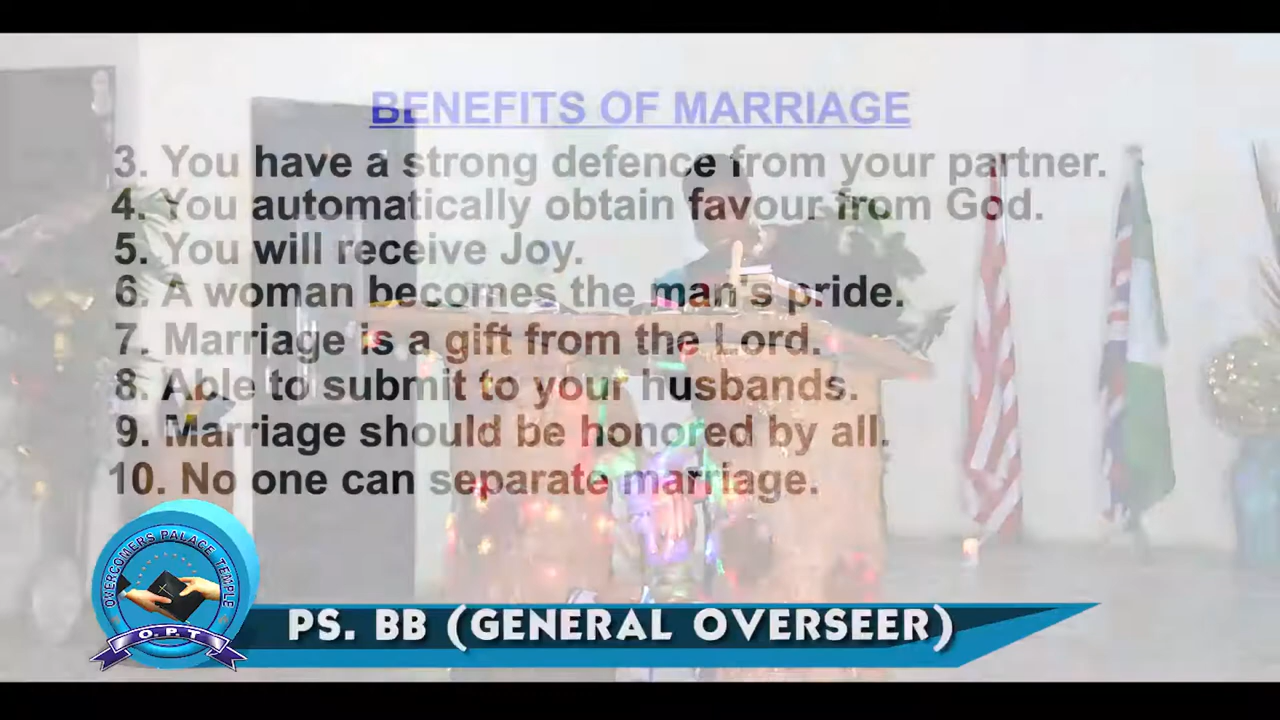 BENEFITS OF MARRIAGE
3. You have a strong defence from your partner.
4. You automatically obtain favour from God.
5. You will receive Joy.
6. A woman becomes the man's pride.
7. Marriage is a gift from the Lord.
8. Able to submit to your husbands.
9. Marriage should be honored by all.
10. No one can separate marriage.
OVERCOMERS PALACE TEMPLE
O.P.T
PS. BB (GENERAL OVERSEER)